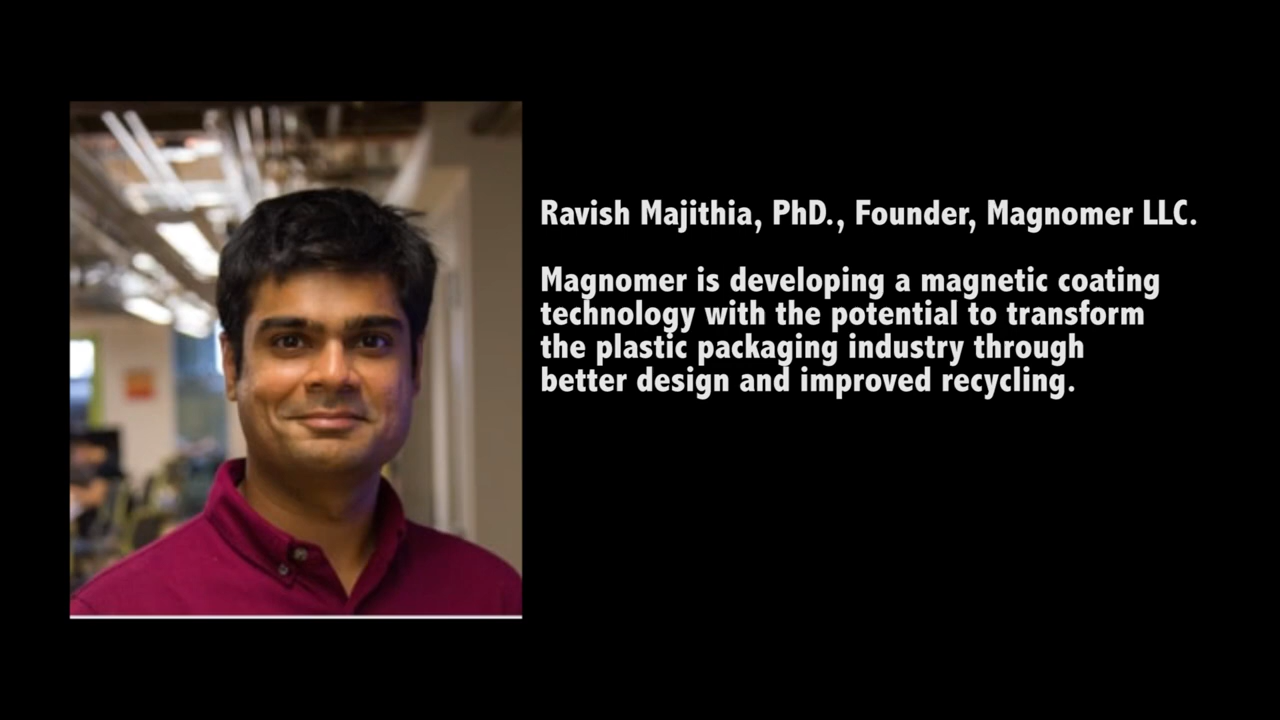 Ravish Majithia, PhD., Founder, Magnomer LLC.
Magnomer is developing a magnetic coating
technology with the potential to transform
the plastic packaging industry through
better design and improved recycling.